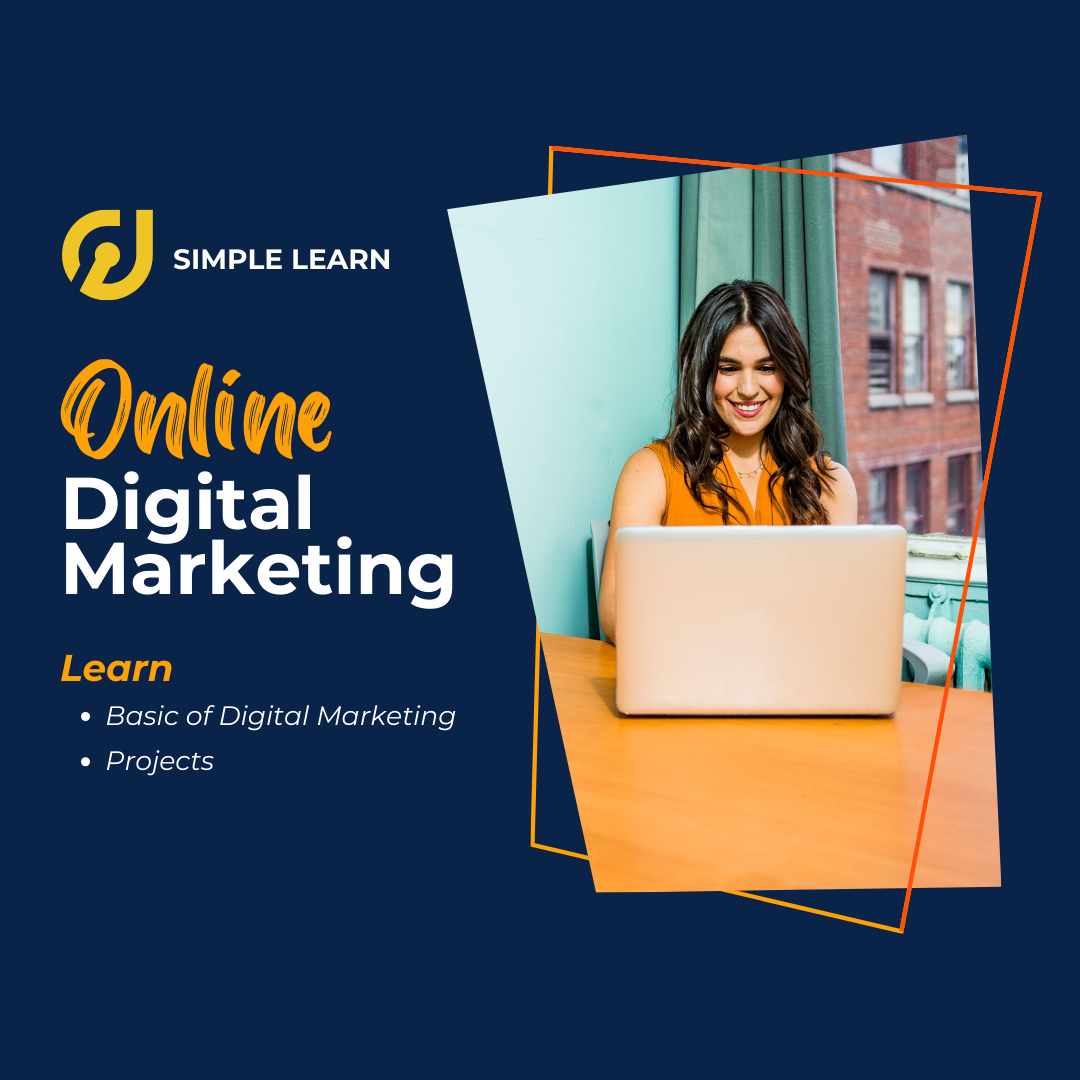 SIMPLE LEARN
Online
Digital
Marketing
Learn
• Basic of Digital Marketing
• Projects